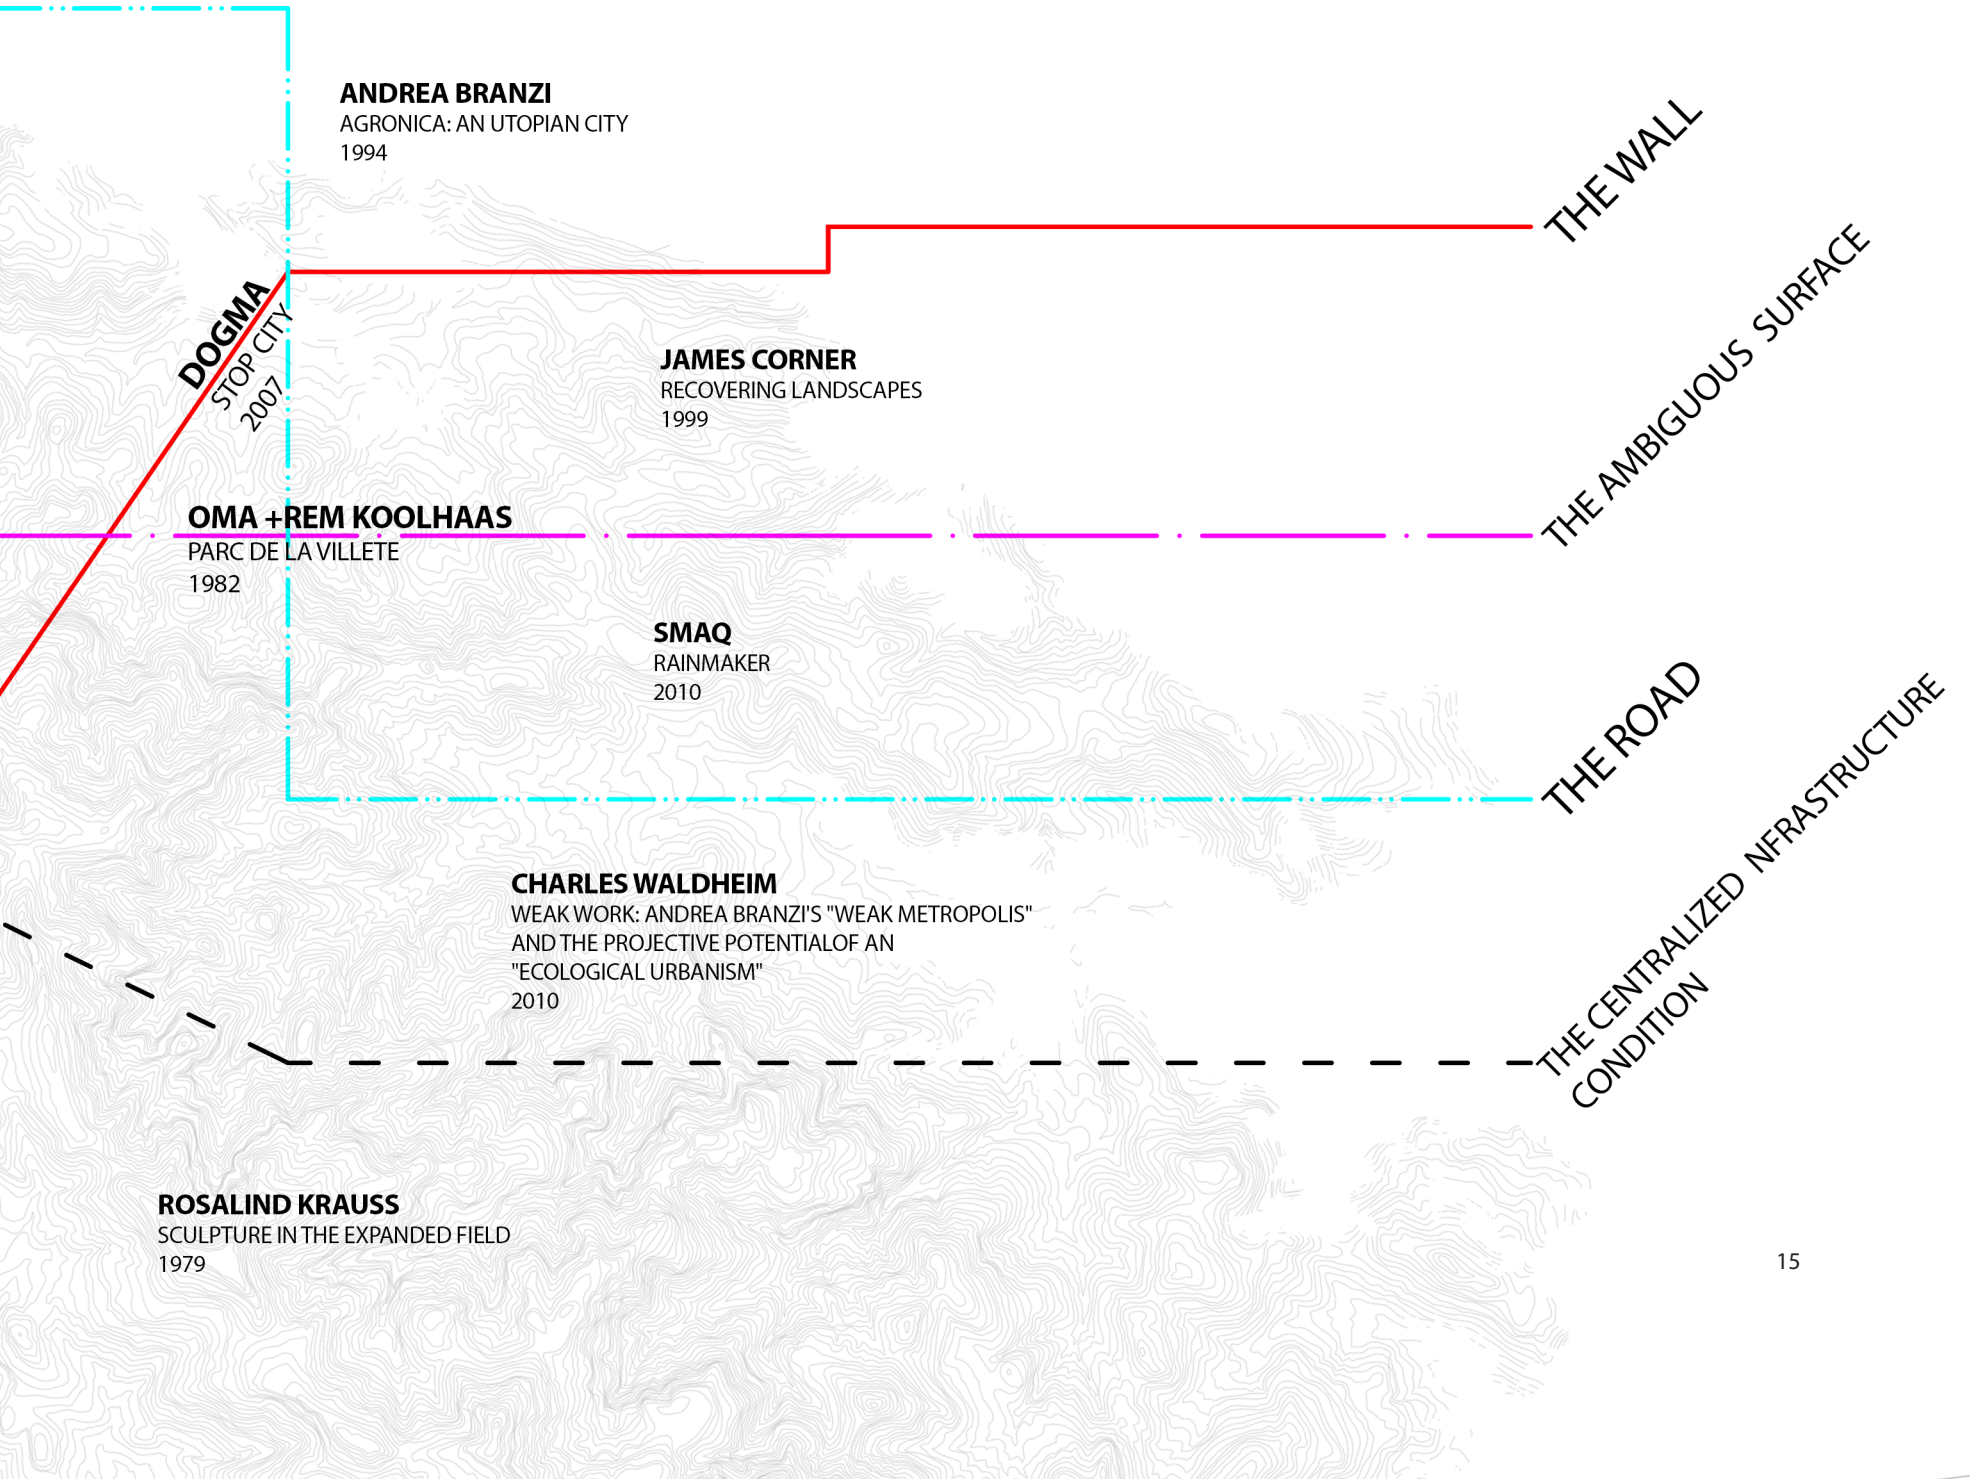 ANDREA BRANZI
AGRONICA: AN UTOPIAN CITY
1994
THE WALL
DOGMA
STOP CITY
2007
JAMES CORNER
RECOVERING LANDSCAPES
1999
THE AMBIGUOUS SURFACE
OMA +REM KOOLHAAS
PARC DE LA VILLETE
1982
SMAQ
RAINMAKER
2010
THE ROAD
CHARLES WALDHEIM
WEAK WORK: ANDREA BRANZI'S "WEAK METROPOLIS"
AND THE PROJECTIVE POTENTIALOF AN
"ECOLOGICAL URBANISM"
2010
THE CENTRALIZED NFRASTRUCTURE
CONDITION
ROSALIND KRAUSS
SCULPTURE IN THE EXPANDED FIELD
1979
15